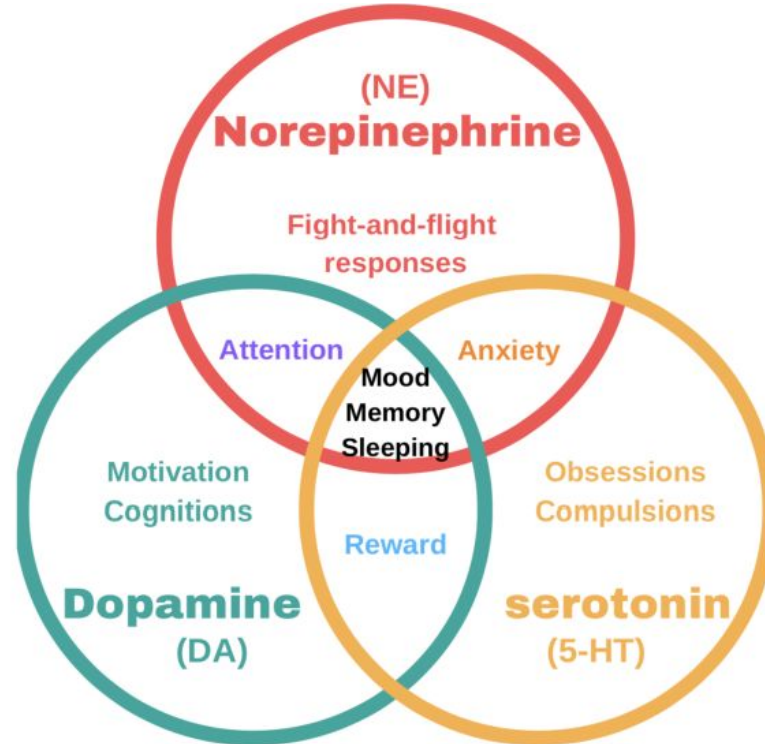 (NE)
Norepinephrine
Fight-and-flight
responses
Attention
Anxiety
Mood
Memory
Sleeping
Motivation
Cognitions
Obsessions
Compulsions
Reward
Dopamine
(DA)
serotonin
(5-HT)